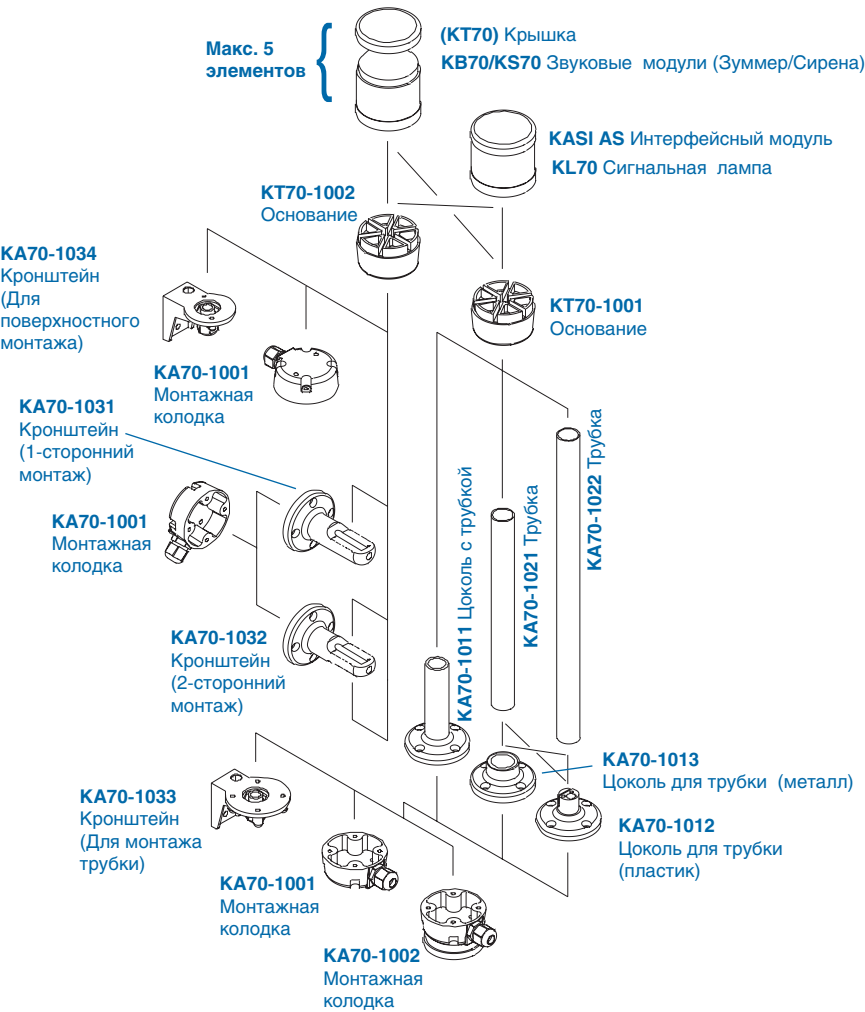 Макс. 5
элементов
(KT70) Крышка
KB70/KS70 Звуковые модули (Зуммер/Сирена)
KASI AS Интерфейсный модуль
KL70 Сигнальная лампа
KT70-1002
Основание
KA70-1034
Кронштейн
(Для
поверхностного
монтажа)
KT70-1001
Основание
KA70-1001
Монтажная
колодка
KA70-1031
Кронштейн
(1-сторонний
монтаж)
KA70-1001
Монтажная
колодка
KA70-1011 Цоколь с трубкой
KA70-1021 Трубка
KA70-1022 Трубка
KA70-1032
Кронштейн
(2-сторонний
монтаж)
KA70-1013
Цоколь для трубки (металл)
KA70-1033
Кронштейн
(Для монтажа
трубки)
KA70-1012
Цоколь для трубки
(пластик)
KA70-1001
Монтажная
колодка
KA70-1002
Монтажная
колодка